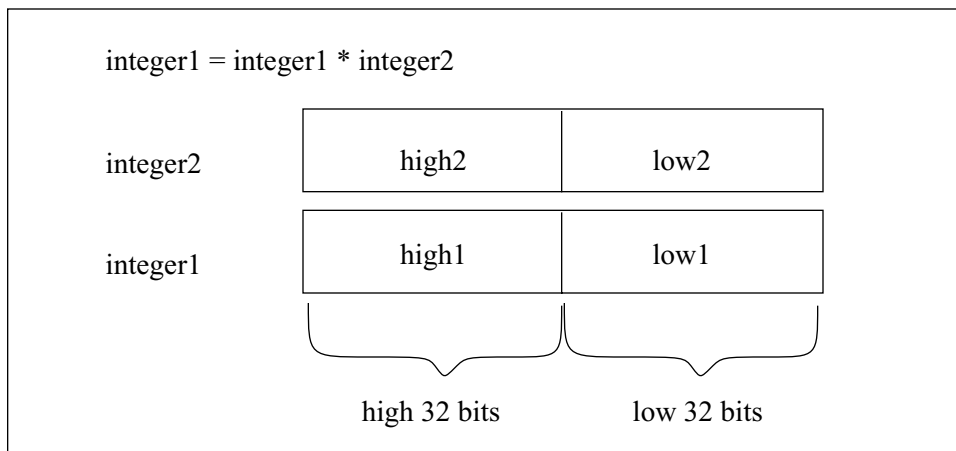 integer1 = integer1 * integer2
integer2 high2 low2
integer1 high1 low1
high 32 bits low 32 bits